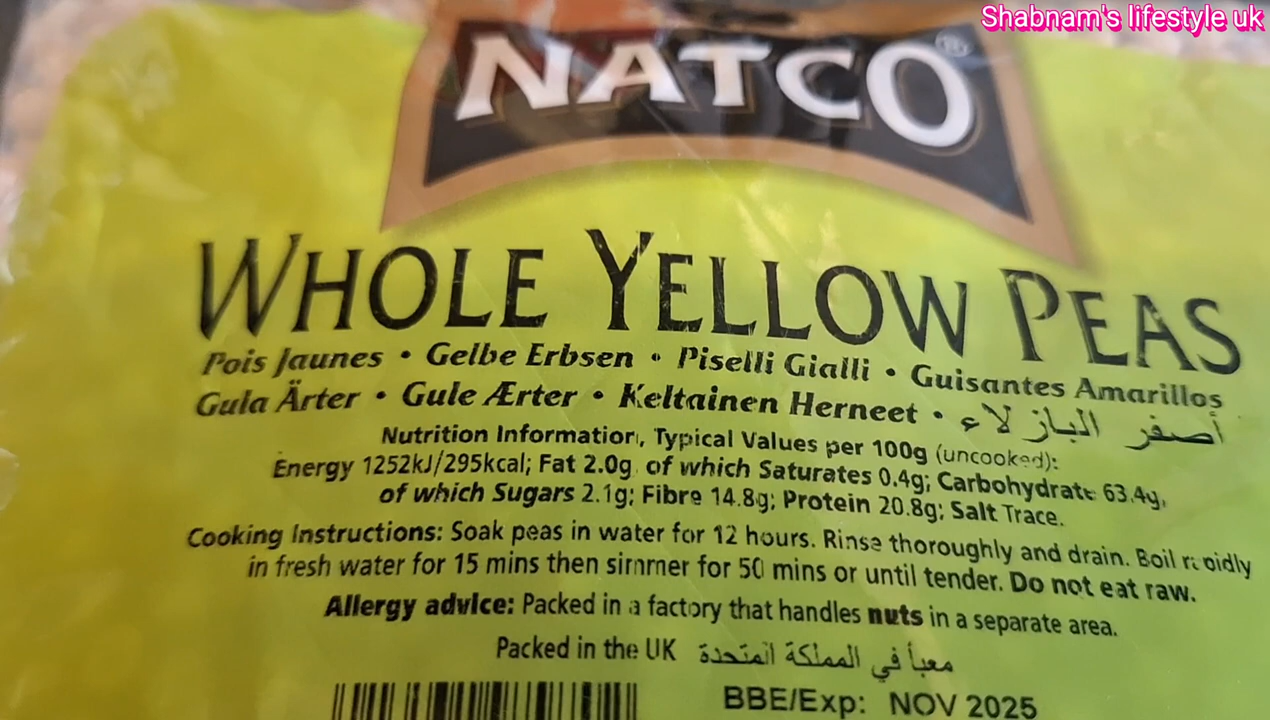 Shabnam's lifestyle uk
NATCO®
WHOLE YELLOW PEAS
Pois Jaunes • Gelbe Erbsen • Piselli Gialli • Guisantes Amarillos
Gula Ärter • Gule Ærter • Keltainen Herneet • أصفر البازلاء
Nutrition Information, Typical Values per 100g (uncooked):
Energy 1252kJ/295kcal; Fat 2.0g of which Saturates 0.4g; Carbohydrate 63.4g,
of which Sugars 2.1g; Fibre 14.8g; Protein 20.8g; Salt Trace.
Cooking Instructions: Soak peas in water for 12 hours. Rinse thoroughly and drain. Boil rapidly
in fresh water for 15 mins then simmer for 50 mins or until tender. Do not eat raw.
Allergy advice: Packed in a factory that handles nuts in a separate area.
Packed in the UK معبأ في المملكة المتحدة
BBE/Exp: NOV 2025